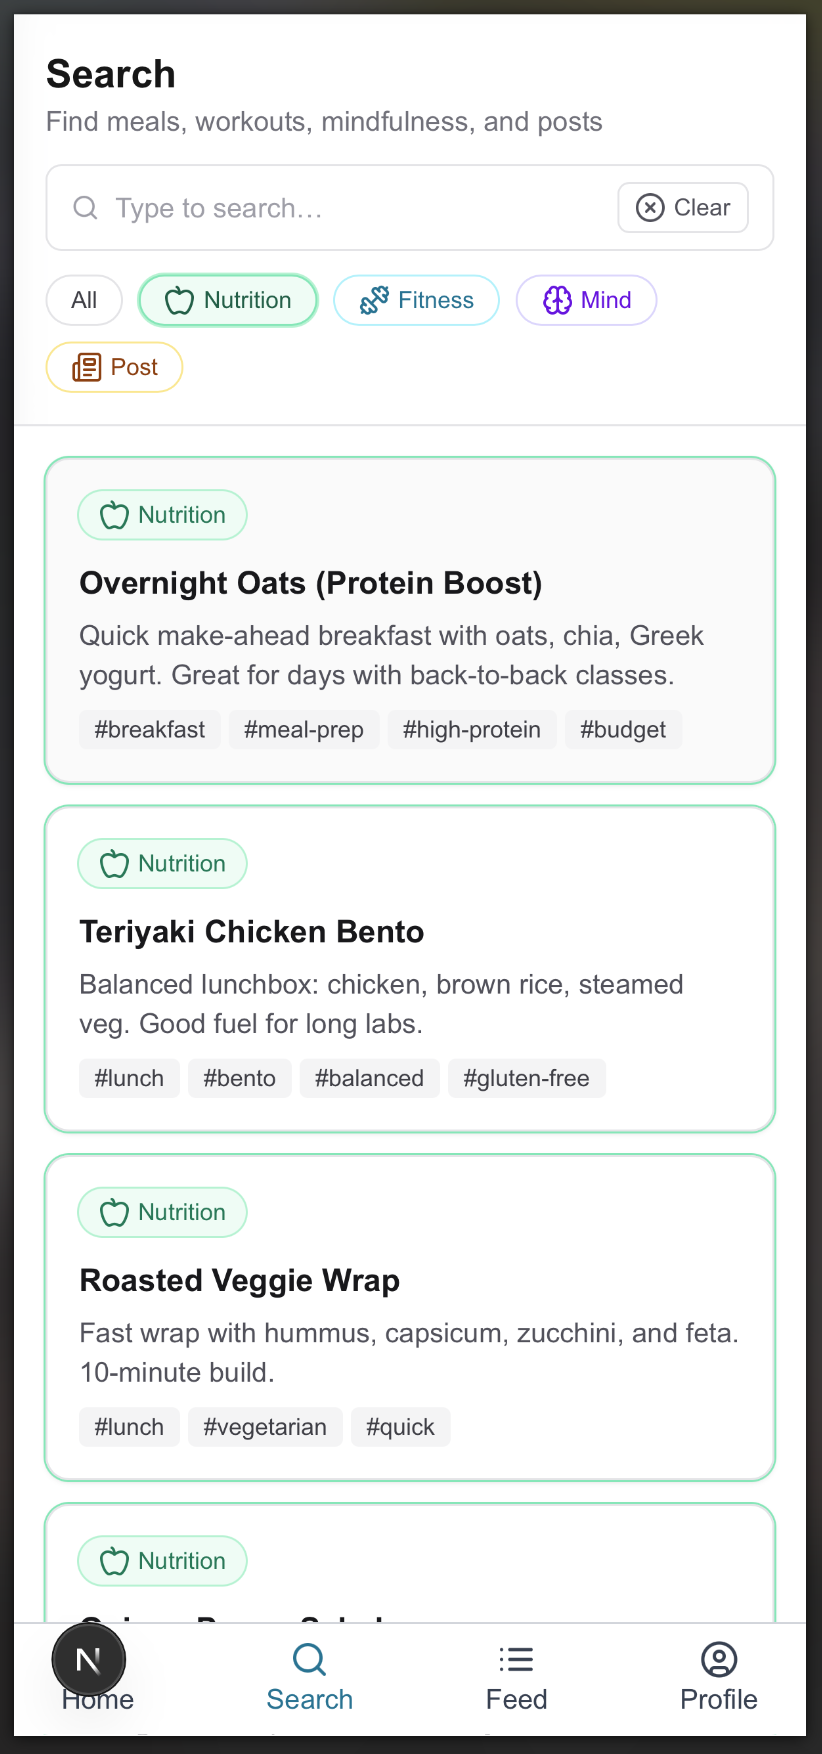 Search
Find meals, workouts, mindfulness, and posts
Type to search…
Clear
All
Nutrition
Fitness
Mind
Post
Nutrition
Overnight Oats (Protein Boost)
Quick make-ahead breakfast with oats, chia, Greek
yogurt. Great for days with back-to-back classes.
#breakfast #meal-prep #high-protein #budget
Nutrition
Teriyaki Chicken Bento
Balanced lunchbox: chicken, brown rice, steamed
veg. Good fuel for long labs.
#lunch #bento #balanced #gluten-free
Nutrition
Roasted Veggie Wrap
Fast wrap with hummus, capsicum, zucchini, and feta.
10-minute build.
#lunch #vegetarian #quick
Nutrition
N
Home
Search
Feed
Profile